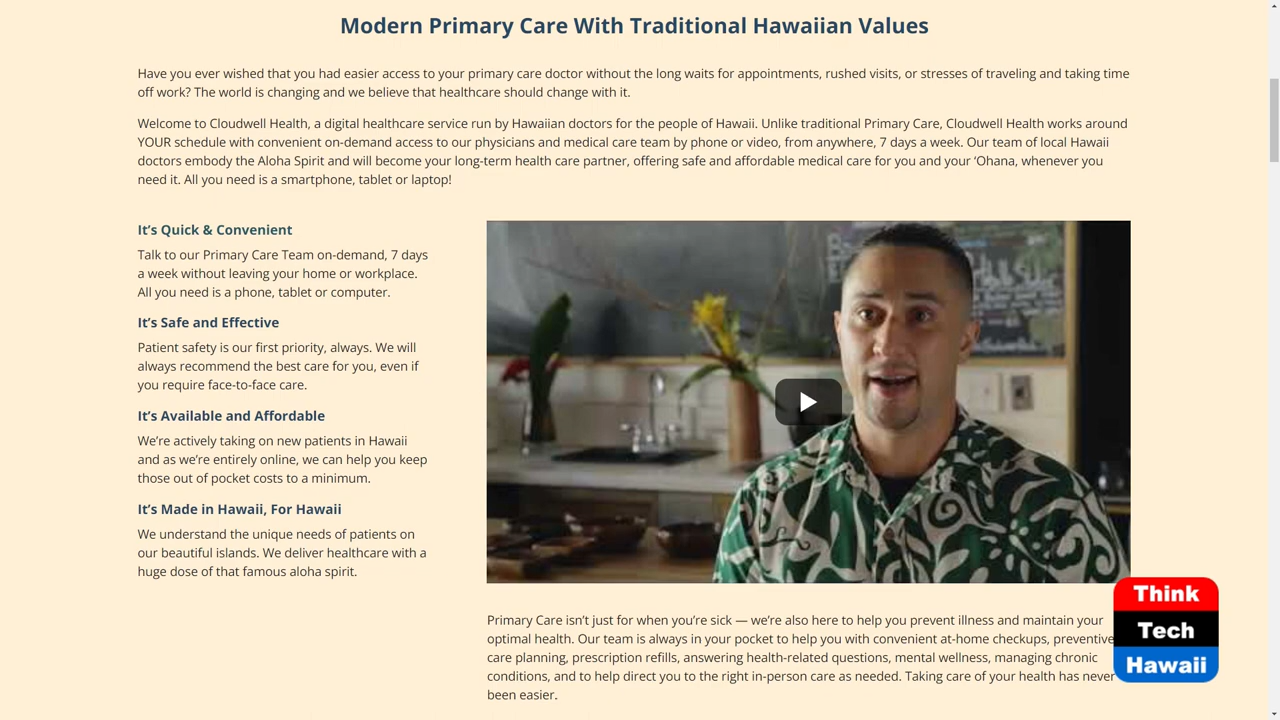 Modern Primary Care With Traditional Hawaiian Values
Have you ever wished that you had easier access to your primary care doctor without the long waits for appointments, rushed visits, or stresses of traveling and taking time
off work? The world is changing and we believe that healthcare should change with it.
Welcome to Cloudwell Health, a digital healthcare service run by Hawaiian doctors for the people of Hawaii. Unlike traditional Primary Care, Cloudwell Health works around
YOUR schedule with convenient on-demand access to our physicians and medical care team by phone or video, from anywhere, 7 days a week. Our team of local Hawaii
doctors embody the Aloha Spirit and will become your long-term health care partner, offering safe and affordable medical care for you and your ‘Ohana, whenever you
need it. All you need is a smartphone, tablet or laptop!
It’s Quick & Convenient
Talk to our Primary Care Team on-demand, 7 days
a week without leaving your home or workplace.
All you need is a phone, tablet or computer.
It’s Safe and Effective
Patient safety is our first priority, always. We will
always recommend the best care for you, even if
you require face-to-face care.
It’s Available and Affordable
We’re actively taking on new patients in Hawaii
and as we’re entirely online, we can help you keep
those out of pocket costs to a minimum.
It’s Made in Hawaii, For Hawaii
We understand the unique needs of patients on
our beautiful islands. We deliver healthcare with a
huge dose of that famous aloha spirit.
Primary Care isn’t just for when you’re sick — we’re also here to help you prevent illness and maintain your
optimal health. Our team is always in your pocket to help you with convenient at-home checkups, preventive
care planning, prescription refills, answering health-related questions, mental wellness, managing chronic
conditions, and to help direct you to the right in-person care as needed. Taking care of your health has never
been easier.
Think
Tech
Hawaii